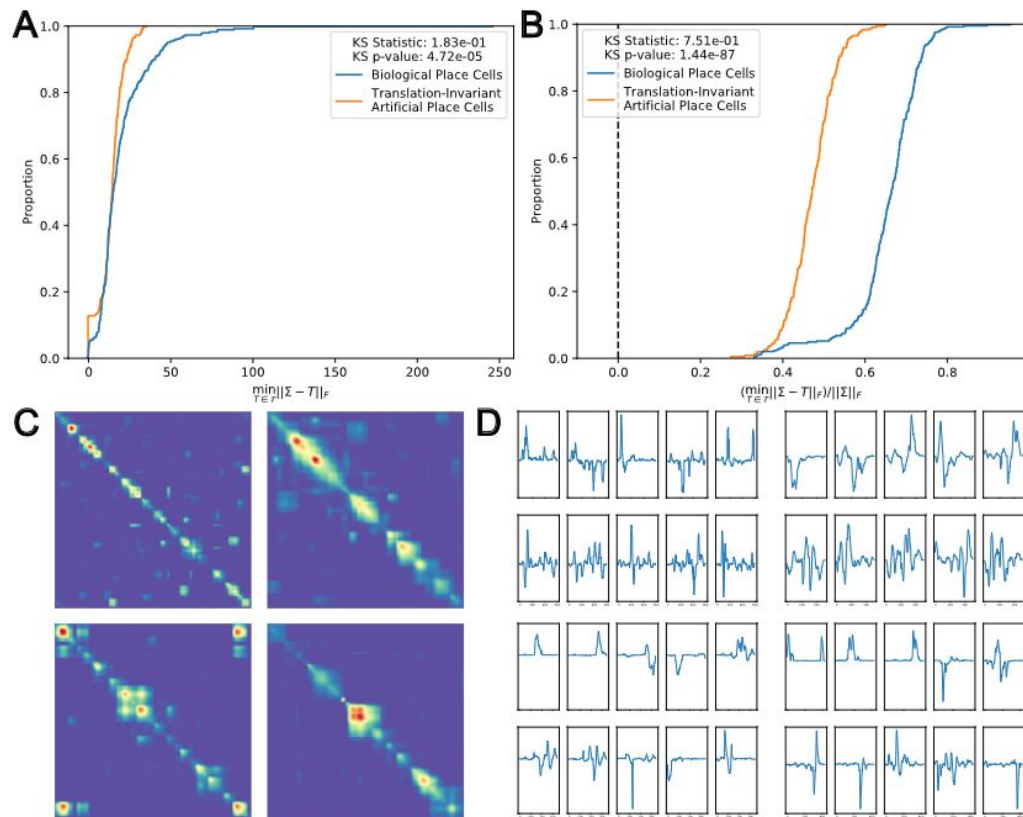 A
KS Statistic: 1.83e-01
KS p-value: 4.72e-05
Biological Place Cells
Translation-Invariant
Artificial Place Cells
Proportion
1.0
0.8
0.6
0.4
0.2
0.0
0
50
100
150
200
250
min ||Σ − T||F
T∈𝒯
B
KS Statistic: 7.51e-01
KS p-value: 1.44e-87
Biological Place Cells
Translation-Invariant
Artificial Place Cells
Proportion
1.0
0.8
0.6
0.4
0.2
0.0
0.0
0.2
0.4
0.6
0.8
(min ||Σ − T||F)/||Σ||F
T∈𝒯
C
D